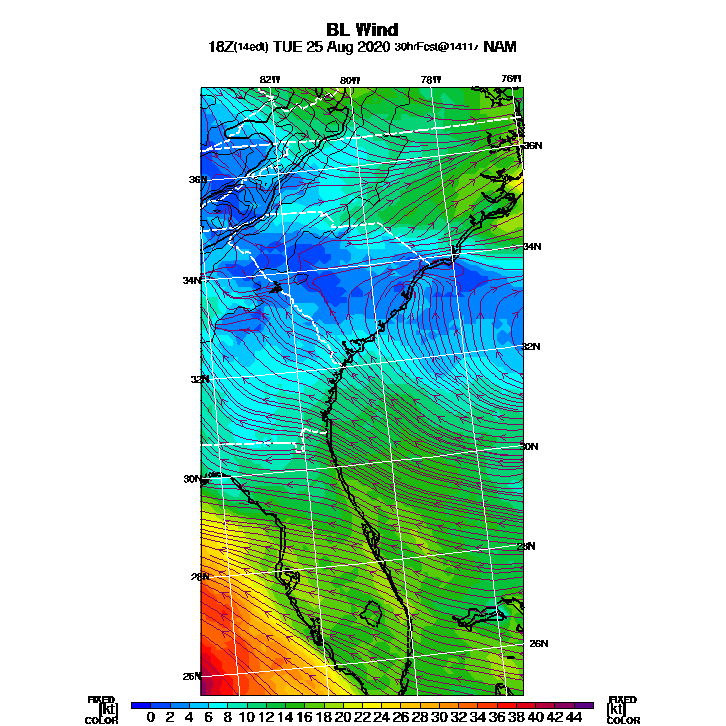 BL Wind
18Z(14edt) TUE 25 Aug 2020 30hrFcst@1411z NAM
82W 80W 78W 76W
36N
36N
34N
34N
32N
32N
30N
30N
28N
28N
26N
26N
FIXED FIXED
[kt] 0 2 4 6 8 10 12 14 16 18 20 22 24 26 28 30 32 34 36 38 40 42 44 [kt]
COLOR COLOR